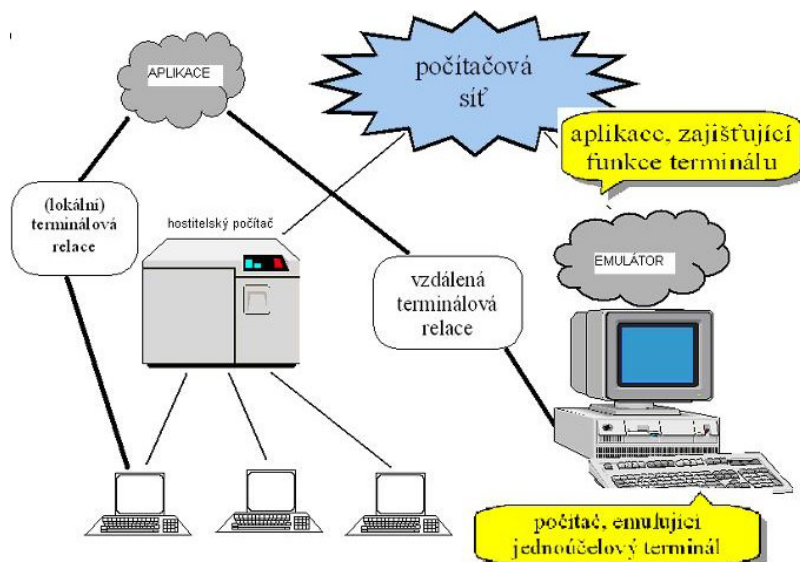 APLIKACE
počítačová
síť
aplikace, zajišťující
funkce terminálu
(lokální)
terminálová
relace
hostitelský počítač
vzdálená
terminálová
relace
EMULÁTOR
počítač, emulující
jednoúčelový terminál